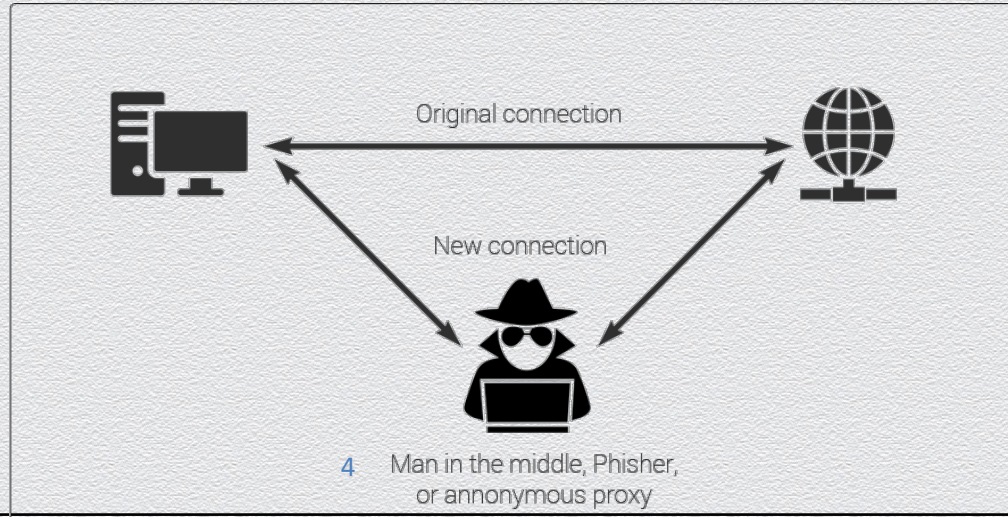 Original connection
New connection
4 Man in the middle, Phisher,
or annonymous proxy